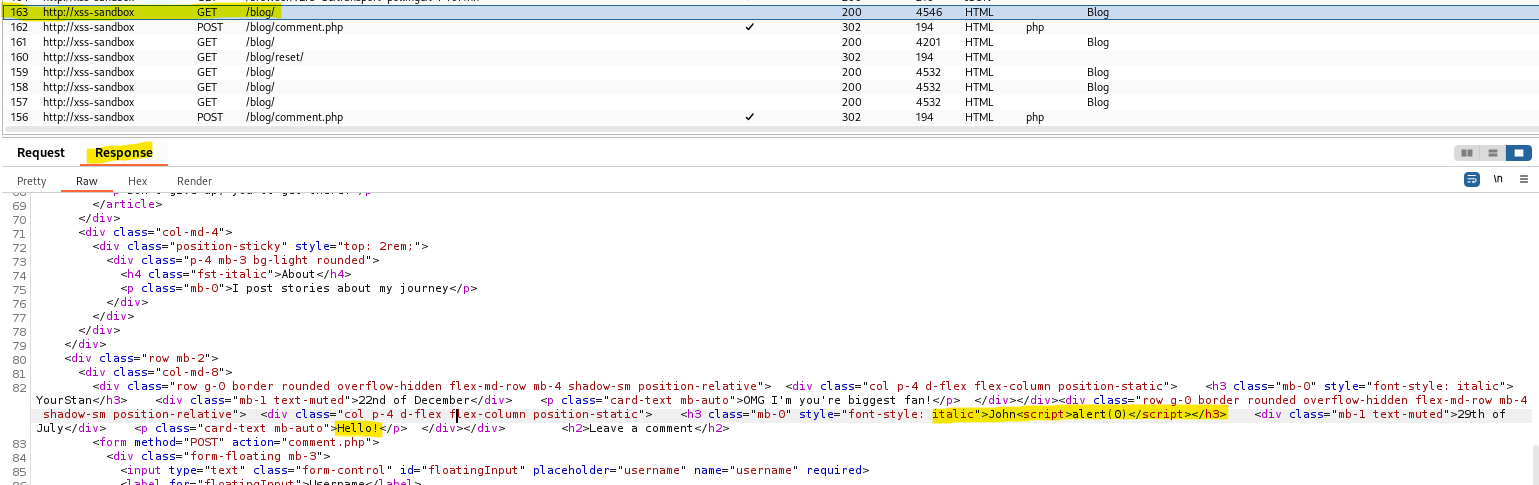 163 http://xss-sandbox GET /blog/ 200 4546 HTML Blog
162 http://xss-sandbox POST /blog/comment.php ✓ 302 194 HTML php
161 http://xss-sandbox GET /blog/ 200 4201 HTML Blog
160 http://xss-sandbox GET /blog/reset/ 302 194 HTML
159 http://xss-sandbox GET /blog/ 200 4532 HTML Blog
158 http://xss-sandbox GET /blog/ 200 4532 HTML Blog
157 http://xss-sandbox GET /blog/ 200 4532 HTML Blog
156 http://xss-sandbox POST /blog/comment.php ✓ 302 194 HTML php
Request Response
Pretty Raw Hex Render \n
69 </article>
70 </div>
71 <div class="col-md-4">
72 <div class="position-sticky" style="top: 2rem;">
73 <div class="p-4 mb-3 bg-light rounded">
74 <h4 class="fst-italic">About</h4>
75 <p class="mb-0">I post stories about my journey</p>
76 </div>
77 </div>
78 </div>
79 </div>
80 <div class="row mb-2">
81 <div class="col-md-8">
82 <div class="row g-0 border rounded overflow-hidden flex-md-row mb-4 shadow-sm position-relative"> <div class="col p-4 d-flex flex-column position-static"> <h3 class="mb-0" style="font-style: italic">
YourStan</h3> <div class="mb-1 text-muted">22nd of December</div> <p class="card-text mb-auto">OMG I'm you're biggest fan!</p> </div></div><div class="row g-0 border rounded overflow-hidden flex-md-row mb-4
shadow-sm position-relative"> <div class="col p-4 d-flex flex-column position-static"> <h3 class="mb-0" style="font-style: italic">John<script>alert(0)</script></h3> <div class="mb-1 text-muted">29th of
July</div> <p class="card-text mb-auto">Hello!</p> </div></div> <h2>Leave a comment</h2>
83 <form method="POST" action="comment.php">
84 <div class="form-floating mb-3">
85 <input type="text" class="form-control" id="floatingInput" placeholder="username" name="username" required>
<label for="floatingInput">Username</label>